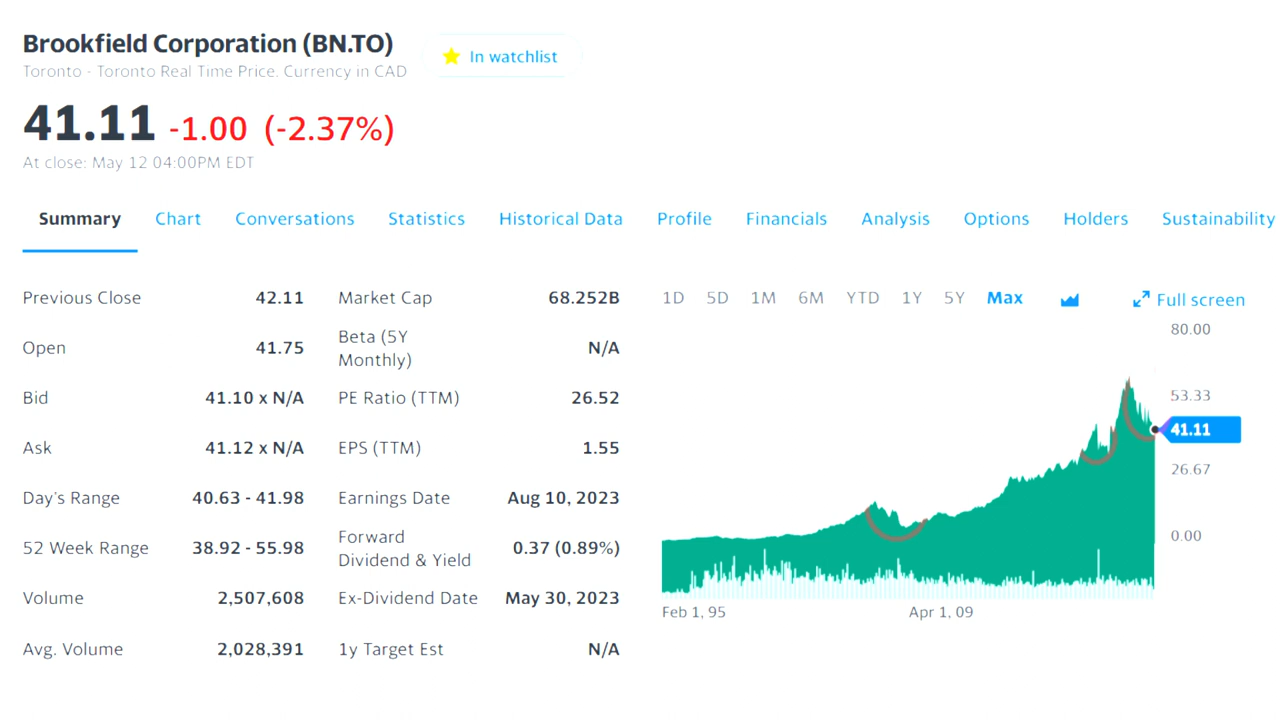 Brookfield Corporation (BN.TO)
In watchlist
Toronto - Toronto Real Time Price. Currency in CAD
41.11 -1.00 (-2.37%)
At close: May 12 04:00PM EDT
Summary Chart Conversations Statistics Historical Data Profile Financials Analysis Options Holders Sustainability
Previous Close 42.11
Open 41.75
Bid 41.10 x N/A
Ask 41.12 x N/A
Day's Range 40.63 - 41.98
52 Week Range 38.92 - 55.98
Volume 2,507,608
Avg. Volume 2,028,391
Market Cap 68.252B
Beta (5Y
Monthly) N/A
PE Ratio (TTM) 26.52
EPS (TTM) 1.55
Earnings Date Aug 10, 2023
Forward
Dividend & Yield 0.37 (0.89%)
Ex-Dividend Date May 30, 2023
1y Target Est N/A
1D 5D 1M 6M YTD 1Y 5Y Max Full screen
80.00
53.33
41.11
26.67
0.00
Feb 1, 95 Apr 1, 09